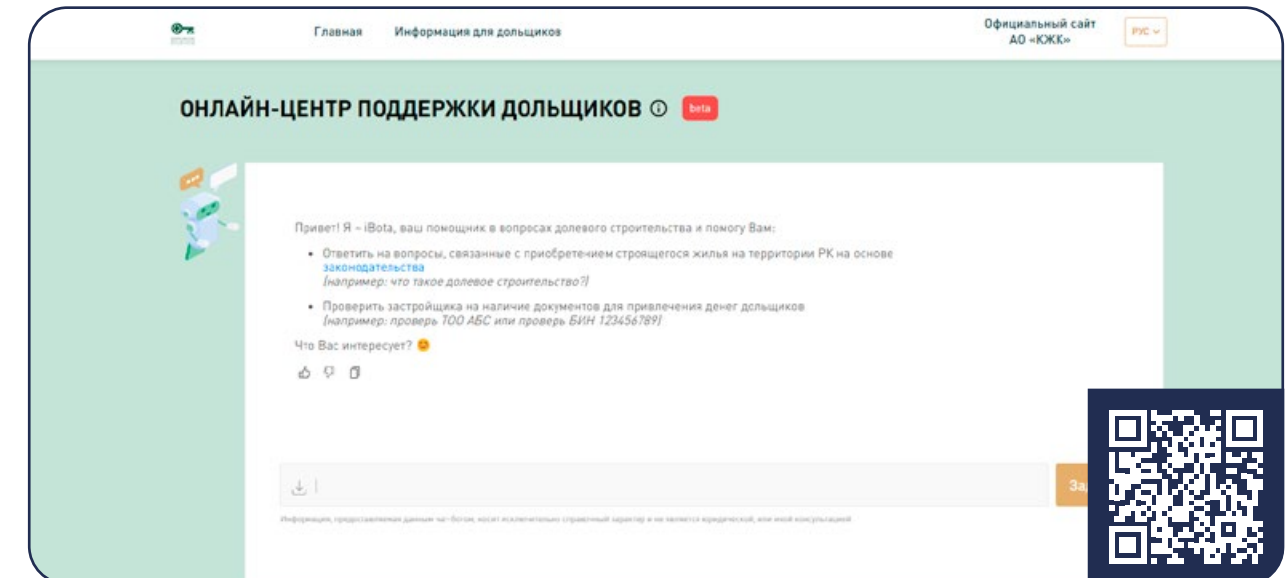 Главная
Информация для дольщиков
Официальный сайт
АО «КЖК»
РУС
ОНЛАЙН-ЦЕНТР ПОДДЕРЖКИ ДОЛЬЩИКОВ
beta
Привет! Я – iBota, ваш помощник в вопросах долевого строительства и помогу Вам:
• Ответить на вопросы, связанные с приобретением строящегося жилья на территории РК на основе
законодательства
(например: что такое долевое строительство?)
• Проверить застройщика на наличие документов для привлечения денег дольщиков
(например: проверь ТОО АБС или проверь БИН 123456789)
Что Вас интересует?
За
Информация, предоставляемая данным чат-ботом, носит исключительно справочный характер и не является юридической, или иной консультацией